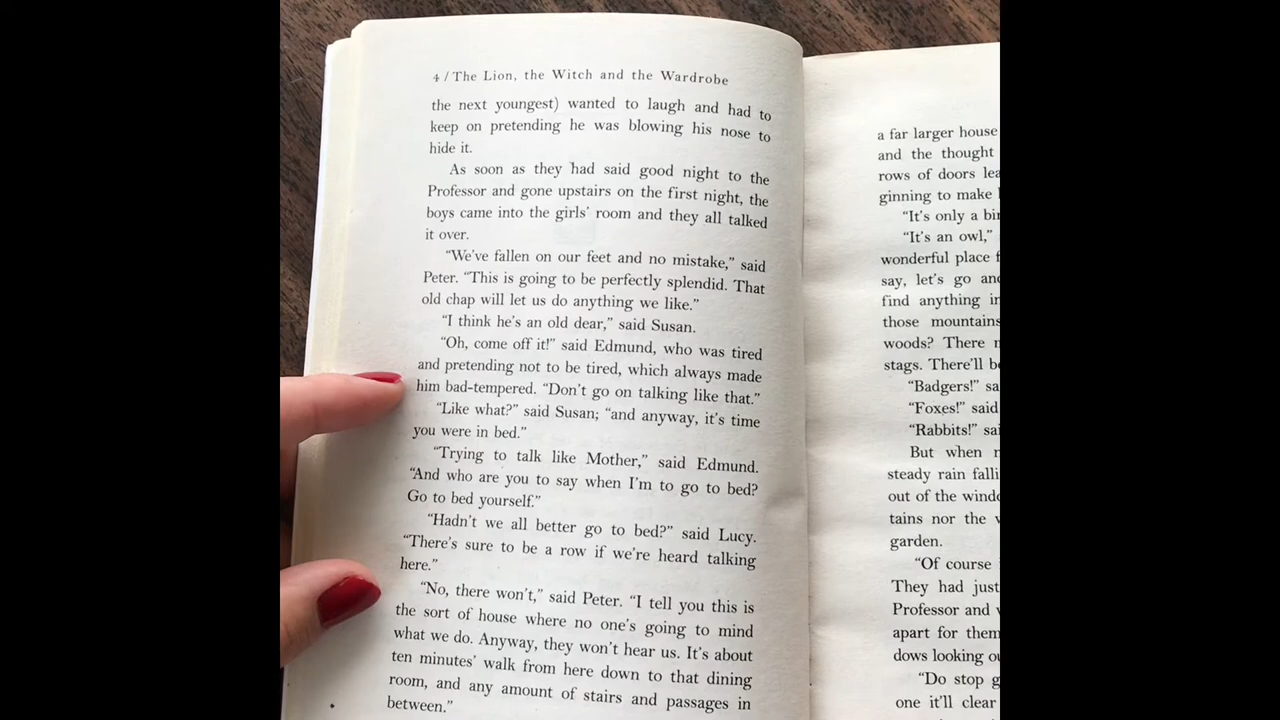 4 / The Lion, the Witch and the Wardrobe
the next youngest) wanted to laugh and had to
keep on pretending he was blowing his nose to
hide it.
As soon as they had said good night to the
Professor and gone upstairs on the first night, the
boys came into the girls' room and they all talked
it over.
“We've fallen on our feet and no mistake,” said
Peter. “This is going to be perfectly splendid. That
old chap will let us do anything we like.”
“I think he's an old dear,” said Susan.
“Oh, come off it!” said Edmund, who was tired
and pretending not to be tired, which always made
him bad-tempered. “Don't go on talking like that.”
“Like what?” said Susan; “and anyway, it's time
you were in bed.”
“Trying to talk like Mother,” said Edmund.
“And who are you to say when I'm to go to bed?
Go to bed yourself.”
“Hadn't we all better go to bed?” said Lucy.
“There's sure to be a row if we're heard talking
here.”
“No, there won't,” said Peter. “I tell you this is
the sort of house where no one's going to mind
what we do. Anyway, they won't hear us. It's about
ten minutes' walk from here down to that dining
room, and any amount of stairs and passages in
between.”
a far larger house
and the thought
rows of doors lea
ginning to make
“It's only a bir
“It's an owl,”
wonderful place f
say, let's go and
find anything in
those mountains
woods? There
stags. There'll b
“Badgers!” sa
“Foxes!” said
“Rabbits!” sai
But when
steady rain falli
out of the windo
tains nor the
garden.
“Of course
They had just
Professor and
apart for them
dows looking ou
“Do stop g
one it'll clear